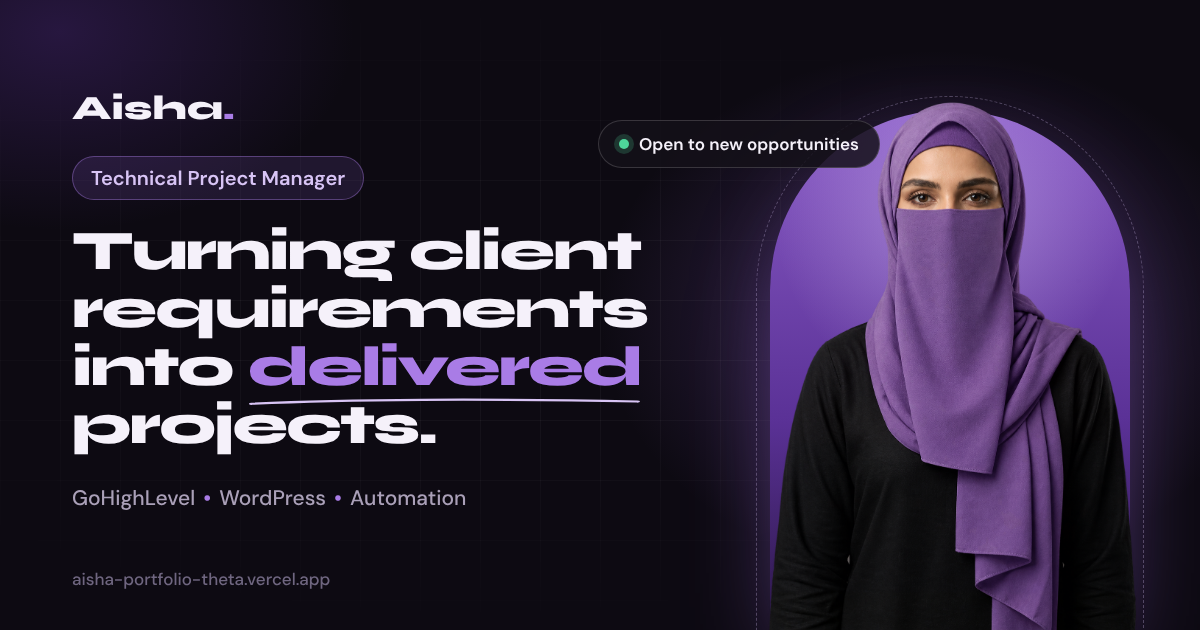 Aisha.
Open to new opportunities
Technical Project Manager
Turning client
requirements
into delivered
projects.
GoHighLevel • WordPress • Automation
aisha-portfolio-theta.vercel.app